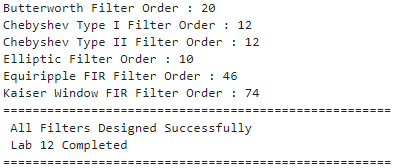 Butterworth Filter Order : 20
Chebyshev Type I Filter Order : 12
Chebyshev Type II Filter Order : 12
Elliptic Filter Order : 10
Equiripple FIR Filter Order : 46
Kaiser Window FIR Filter Order : 74
======================================================
All Filters Designed Successfully
Lab 12 Completed
======================================================